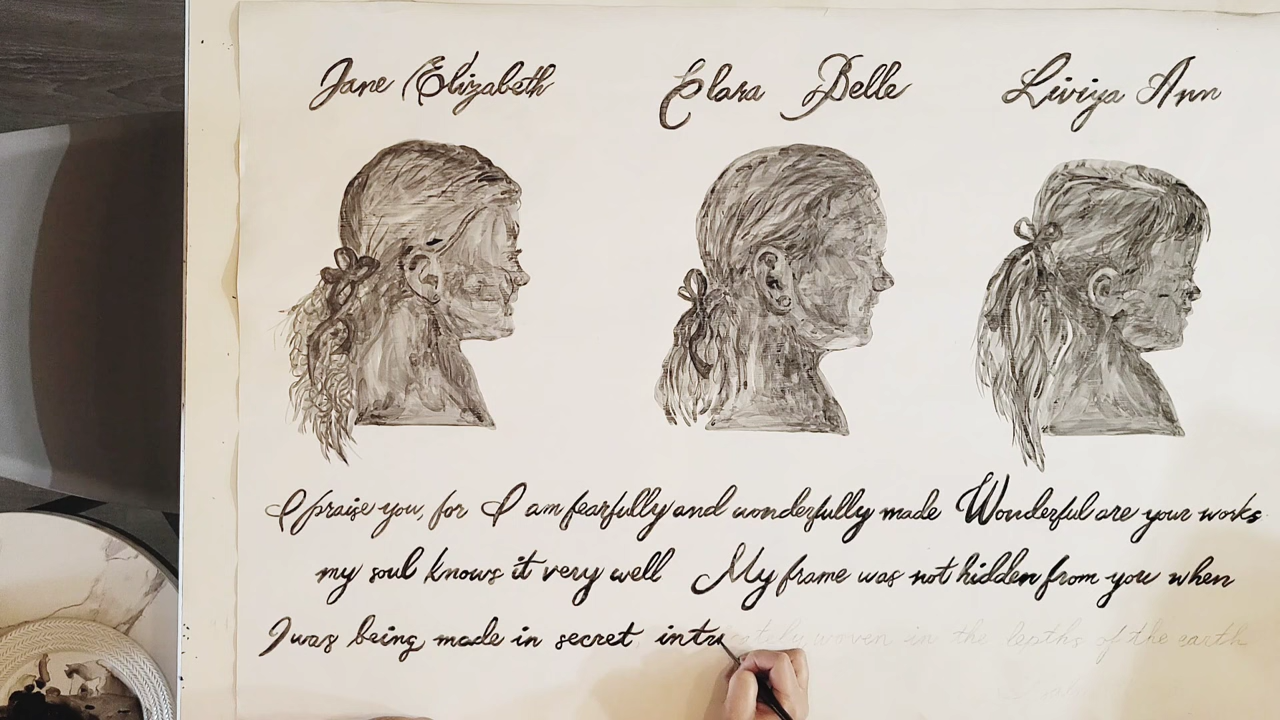 Jane Elizabeth
Clara Belle
Liviya Ann
I praise you, for I am fearfully and wonderfully made Wonderful are your works
my soul knows it very well My frame was not hidden from you when
I was being made in secret, intricately woven in the depths of the earth